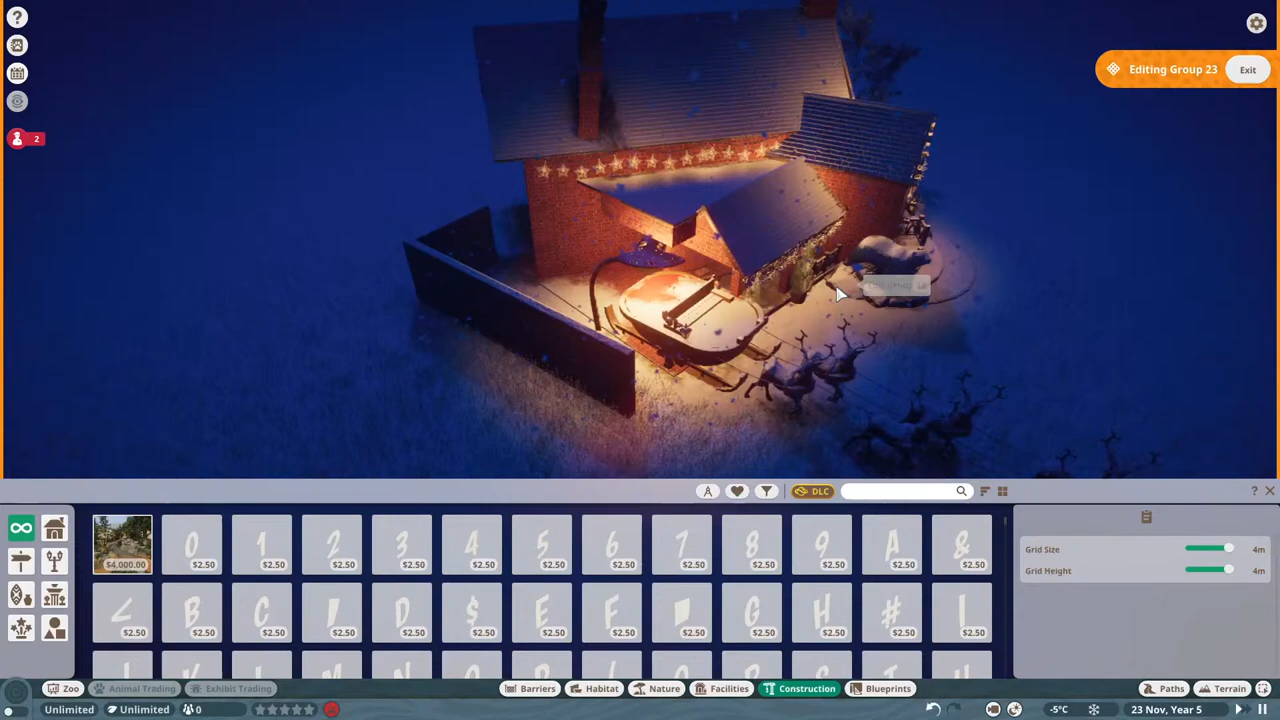 ?
Editing Group 23
Exit
2
DLC
?
Grid Size
4m
Grid Height
4m
$4,000.00
0
1
2
3
4
5
6
7
8
9
A
&
$2.50
$2.50
$2.50
$2.50
$2.50
$2.50
$2.50
$2.50
$2.50
$2.50
$2.50
$2.50
B
C
D
$
E
F
G
H
#
$2.50
$2.50
$2.50
$2.50
$2.50
$2.50
$2.50
$2.50
$2.50
$2.50
$2.50
$2.50
$2.50
Zoo
Animal Trading
Exhibit Trading
Barriers
Habitat
Nature
Facilities
Construction
Blueprints
Paths
Terrain
Unlimited
Unlimited
0
-5°C
23 Nov, Year 5